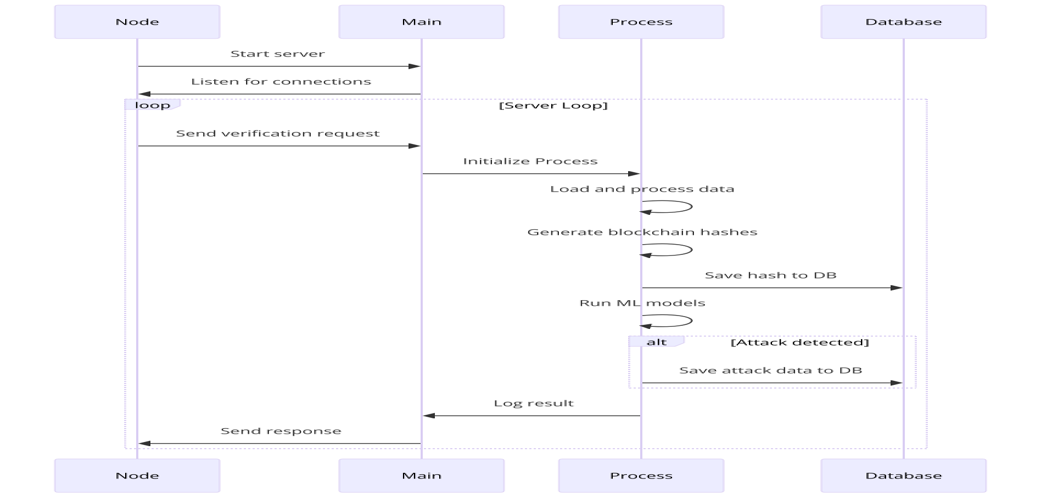 Node
Main
Process
Database
Start server
Listen for connections
loop
[Server Loop]
Send verification request
Initialize Process
Load and process data
Generate blockchain hashes
Save hash to DB
Run ML models
alt
[Attack detected]
Save attack data to DB
Log result
Send response
Node
Main
Process
Database